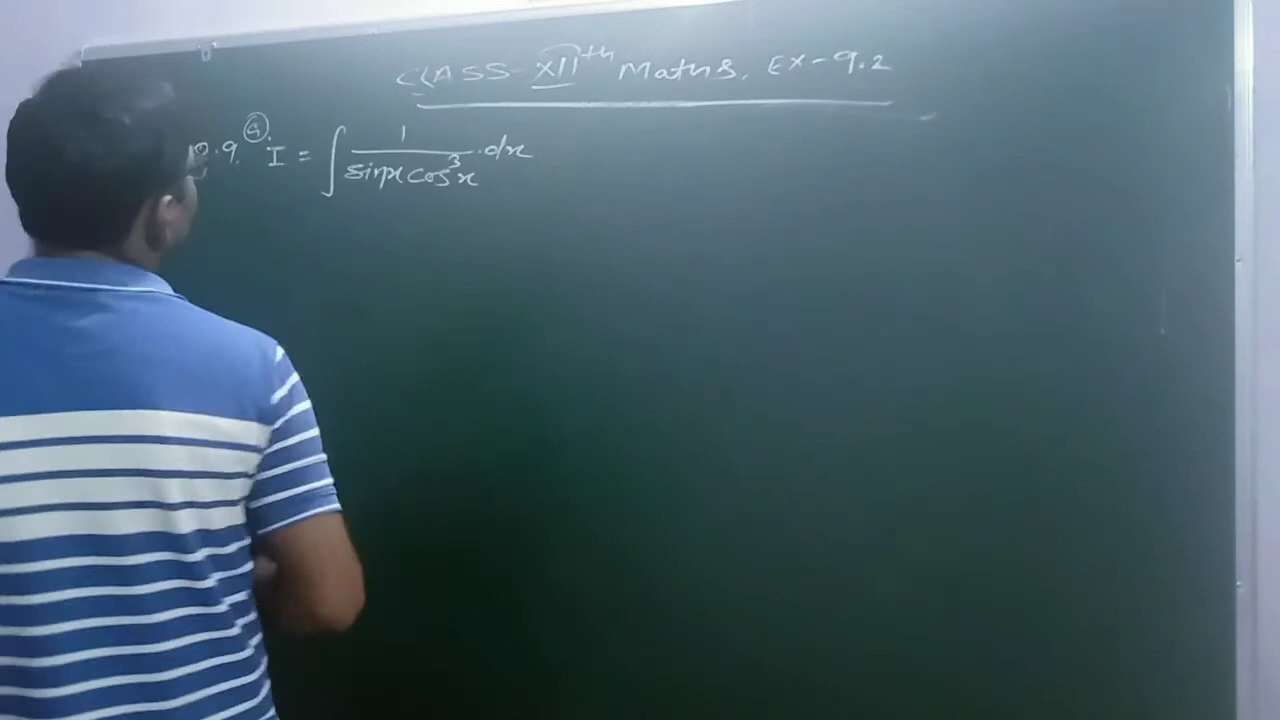 CLASS-XIIth Maths. EX-9.2
Q.9. (a). I = ∫ 1/(sinx cos³x) .dx